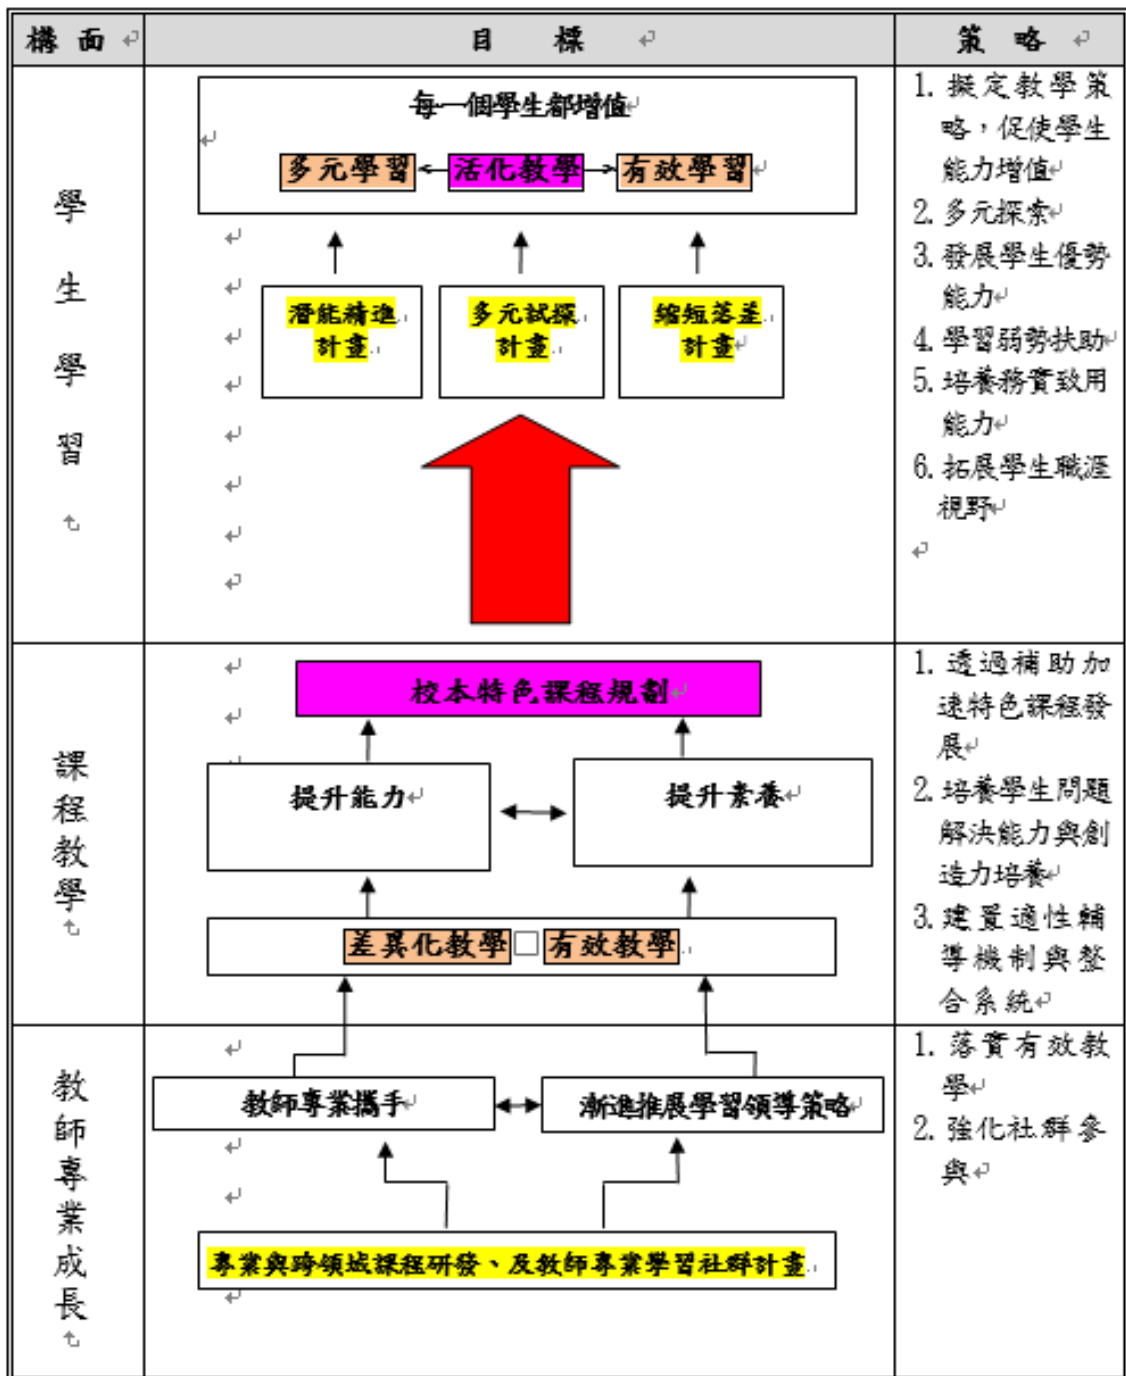 構面 目標 策略
學生學習
每一個學生都增值
多元學習 活化教學 有效學習
潛能精進
計畫
多元試探
計畫
縮短落差
計畫
1. 擬定教學策
略，促使學生
能力增值
2. 多元探索
3. 發展學生優勢
能力
4. 學習弱勢扶助
5. 培養務實致用
能力
6. 拓展學生職涯
視野
課程教學
校本特色課程規劃
提升能力 提升素養
差異化教學 有效教學
1. 透過補助加
速特色課程發
展
2. 培養學生問題
解決能力與創
造力培養
3. 建置適性輔
導機制與整
合系統
教師專業成長
教師專業攜手 漸進推展學習領導策略
專業與跨領域課程研發、及教師專業學習社群計畫
1. 落實有效教
學
2. 強化社群參
與